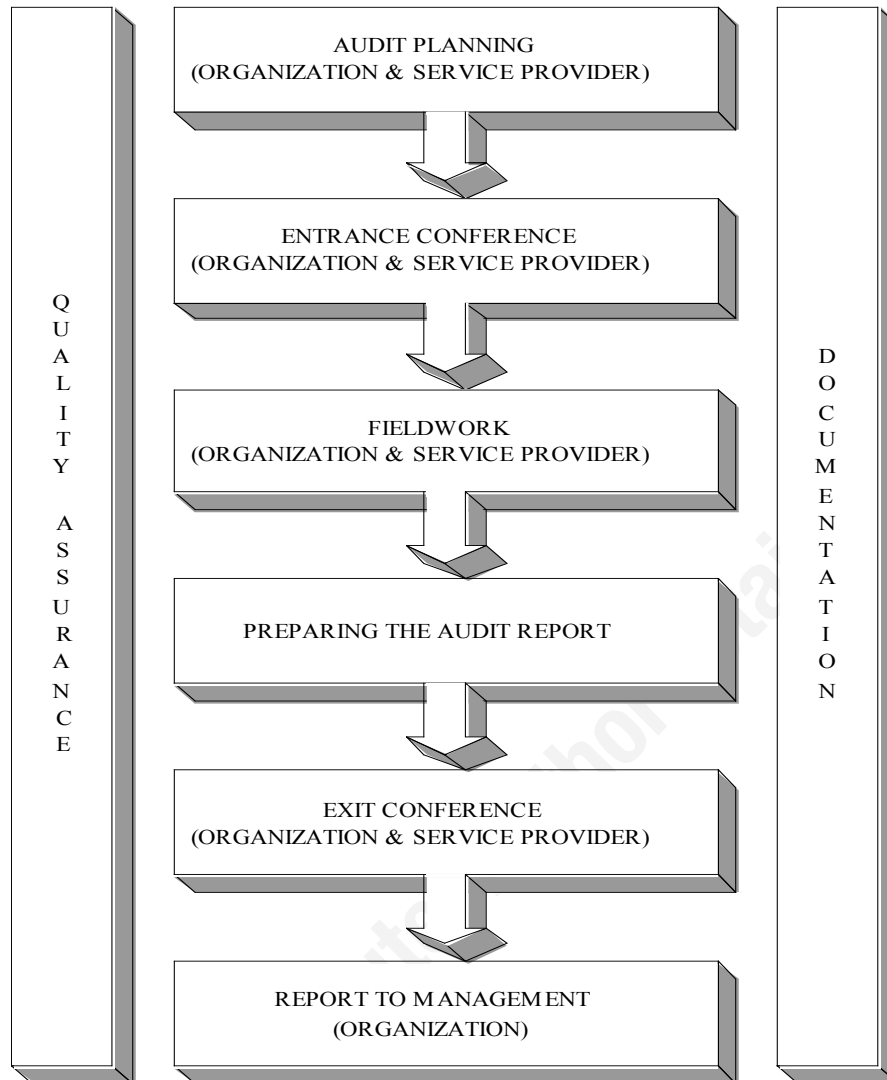 AUDIT PLANNING
(ORGANIZATION & SERVICE PROVIDER)
ENTRANCE CONFERENCE
(ORGANIZATION & SERVICE PROVIDER)
FIELDWORK
(ORGANIZATION & SERVICE PROVIDER)
PREPARING THE AUDIT REPORT
EXIT CONFERENCE
(ORGANIZATION & SERVICE PROVIDER)
REPORT TO MANAGEMENT
(ORGANIZATION)
QUALITY ASSURANCE
DOCUMENTATION